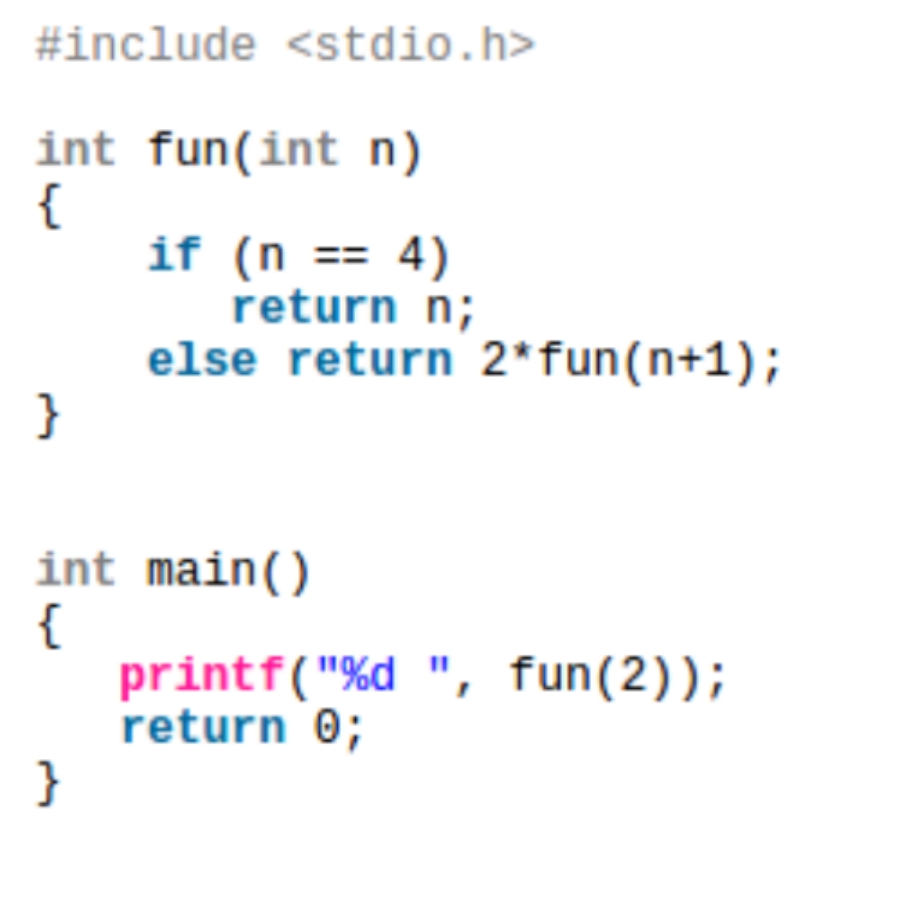 #include <stdio.h>
int fun(int n)
{
    if (n == 4)
       return n;
    else return 2*fun(n+1);
}
int main()
{
   printf("%d ", fun(2));
   return 0;
}